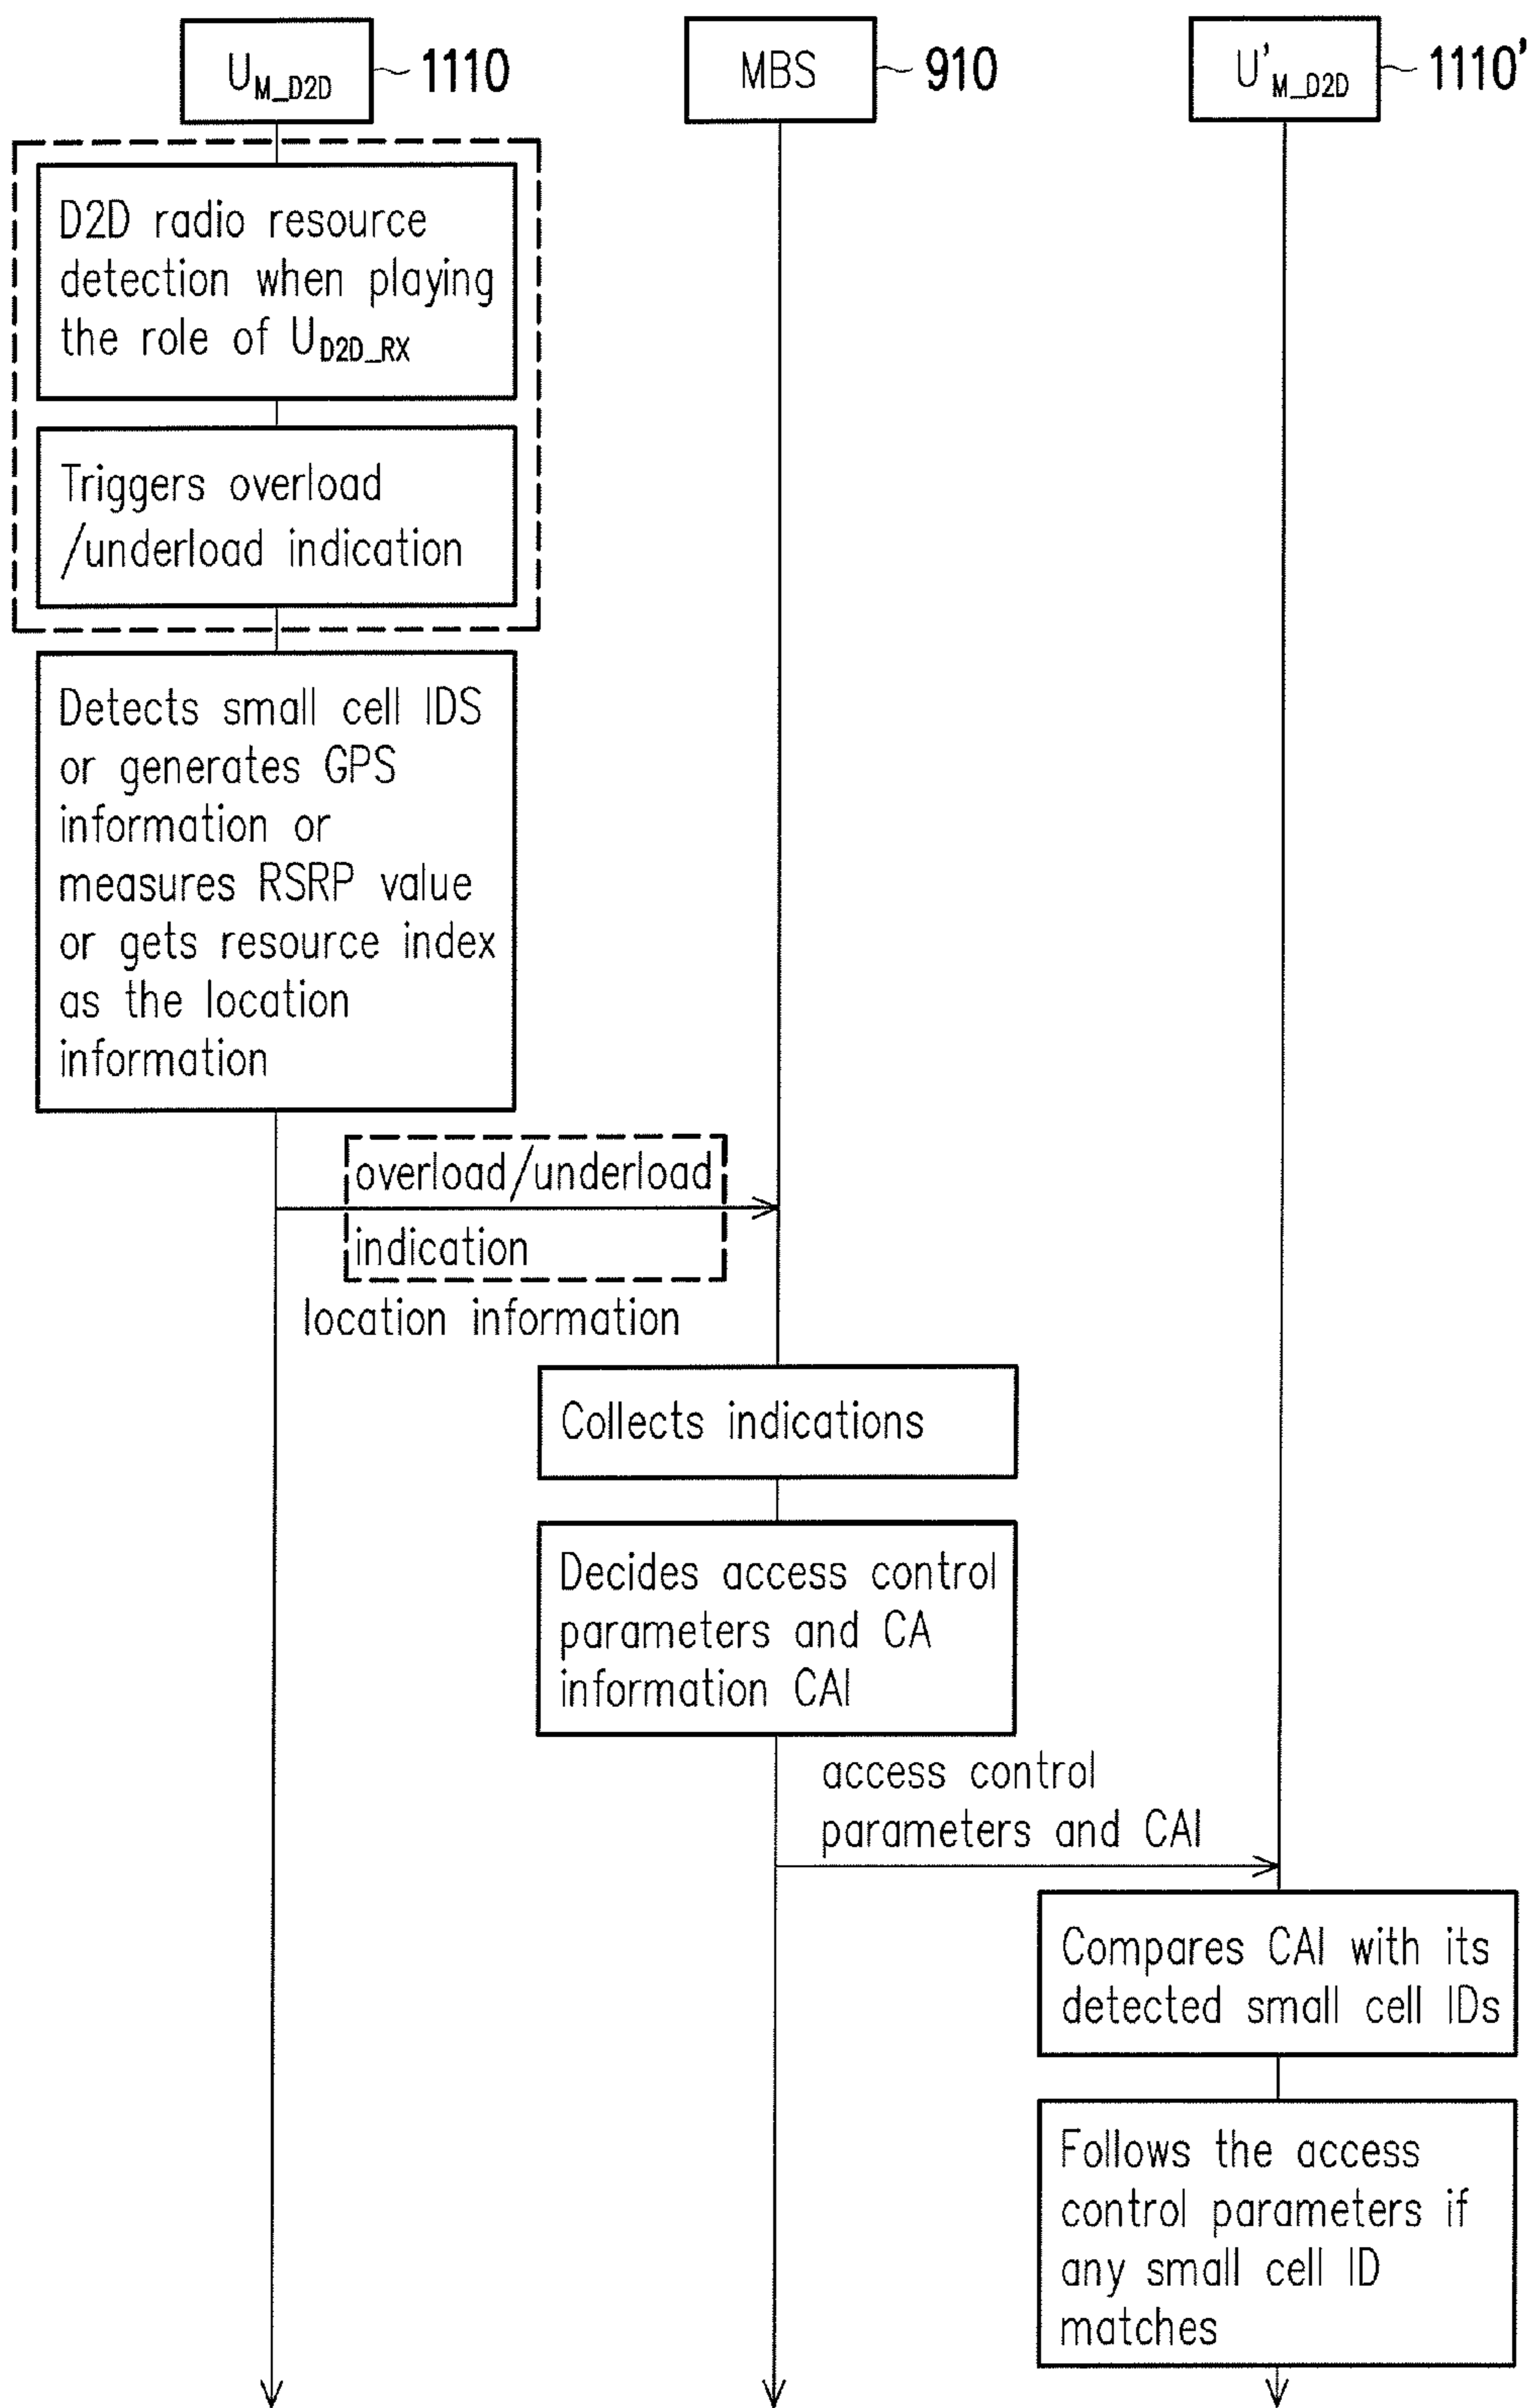 U_M_D2D 1110
MBS 910
U'_M_D2D 1110'
D2D radio resource
detection when playing
the role of U_D2D_RX
Triggers overload
/underload indication
Detects small cell IDS
or generates GPS
information or
measures RSRP value
or gets resource index
as the location
information
overload/underload
indication
location information
Collects indications
Decides access control
parameters and CA
information CAI
access control
parameters and CAI
Compares CAI with its
detected small cell IDs
Follows the access
control parameters if
any small cell ID
matches